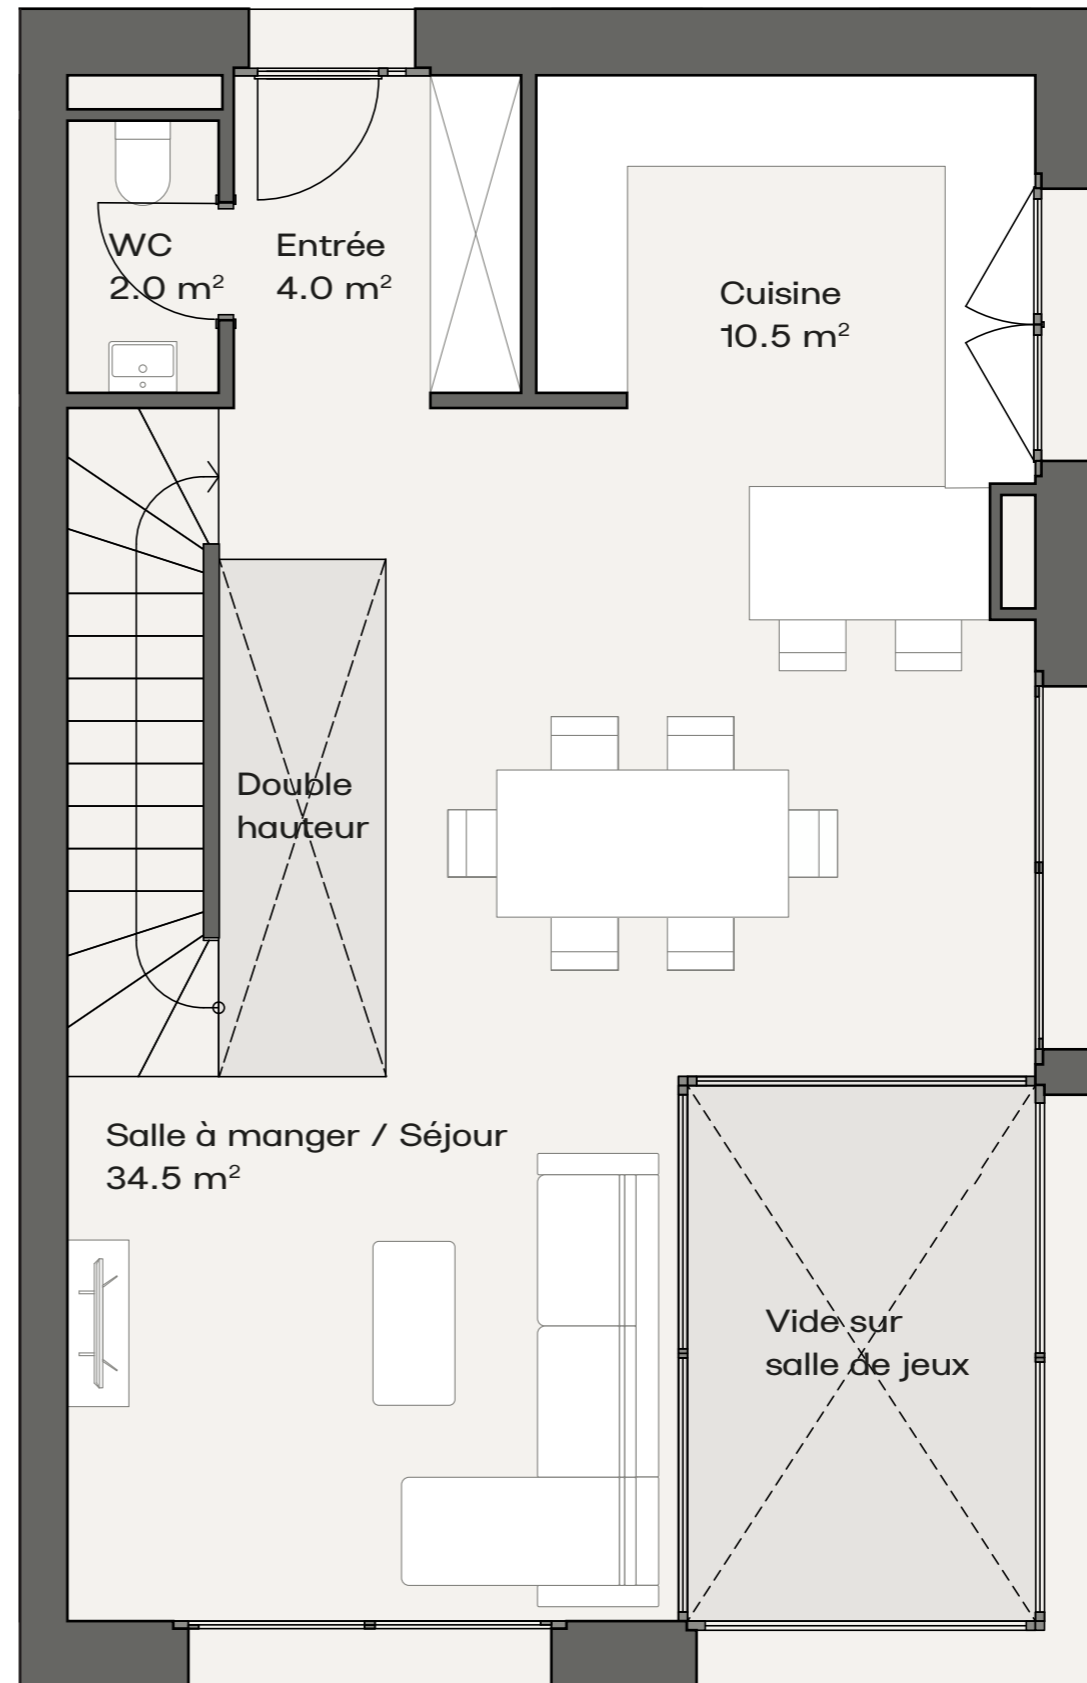 WC
2.0 m²
Entrée
4.0 m²
Cuisine
10.5 m²
Double
hauteur
Salle à manger / Séjour
34.5 m²
Vide sur
salle de jeux